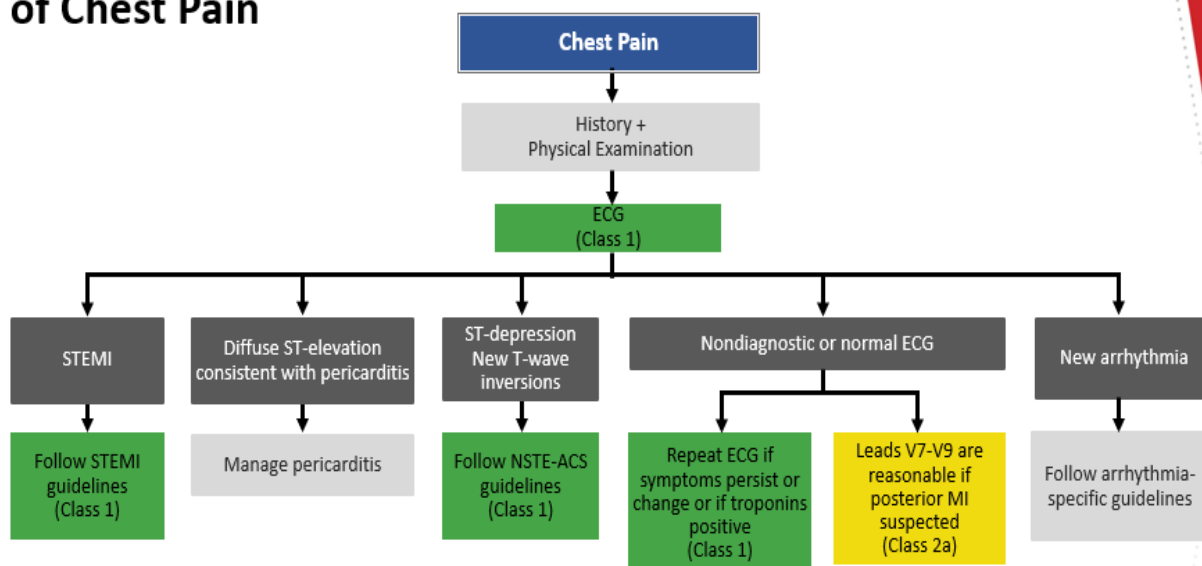 of Chest Pain
Chest Pain
History +
Physical Examination
ECG
(Class 1)
STEMI
Diffuse ST-elevation
consistent with pericarditis
ST-depression
New T-wave
inversions
Nondiagnostic or normal ECG
New arrhythmia
Follow STEMI
guidelines
(Class 1)
Manage pericarditis
Follow NSTE-ACS
guidelines
(Class 1)
Repeat ECG if
symptoms persist or
change or if troponins
positive
(Class 1)
Leads V7-V9 are
reasonable if
posterior MI
suspected
(Class 2a)
Follow arrhythmia-
specific guidelines